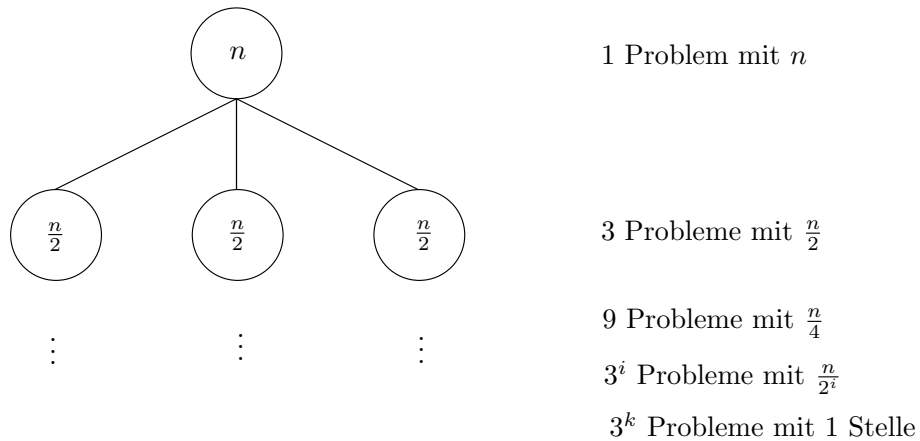 n 1 Problem mit n
n/2 n/2 n/2 3 Probleme mit n/2
9 Probleme mit n/4
⋮ ⋮ ⋮
3^i Probleme mit n/2^i
3^k Probleme mit 1 Stelle